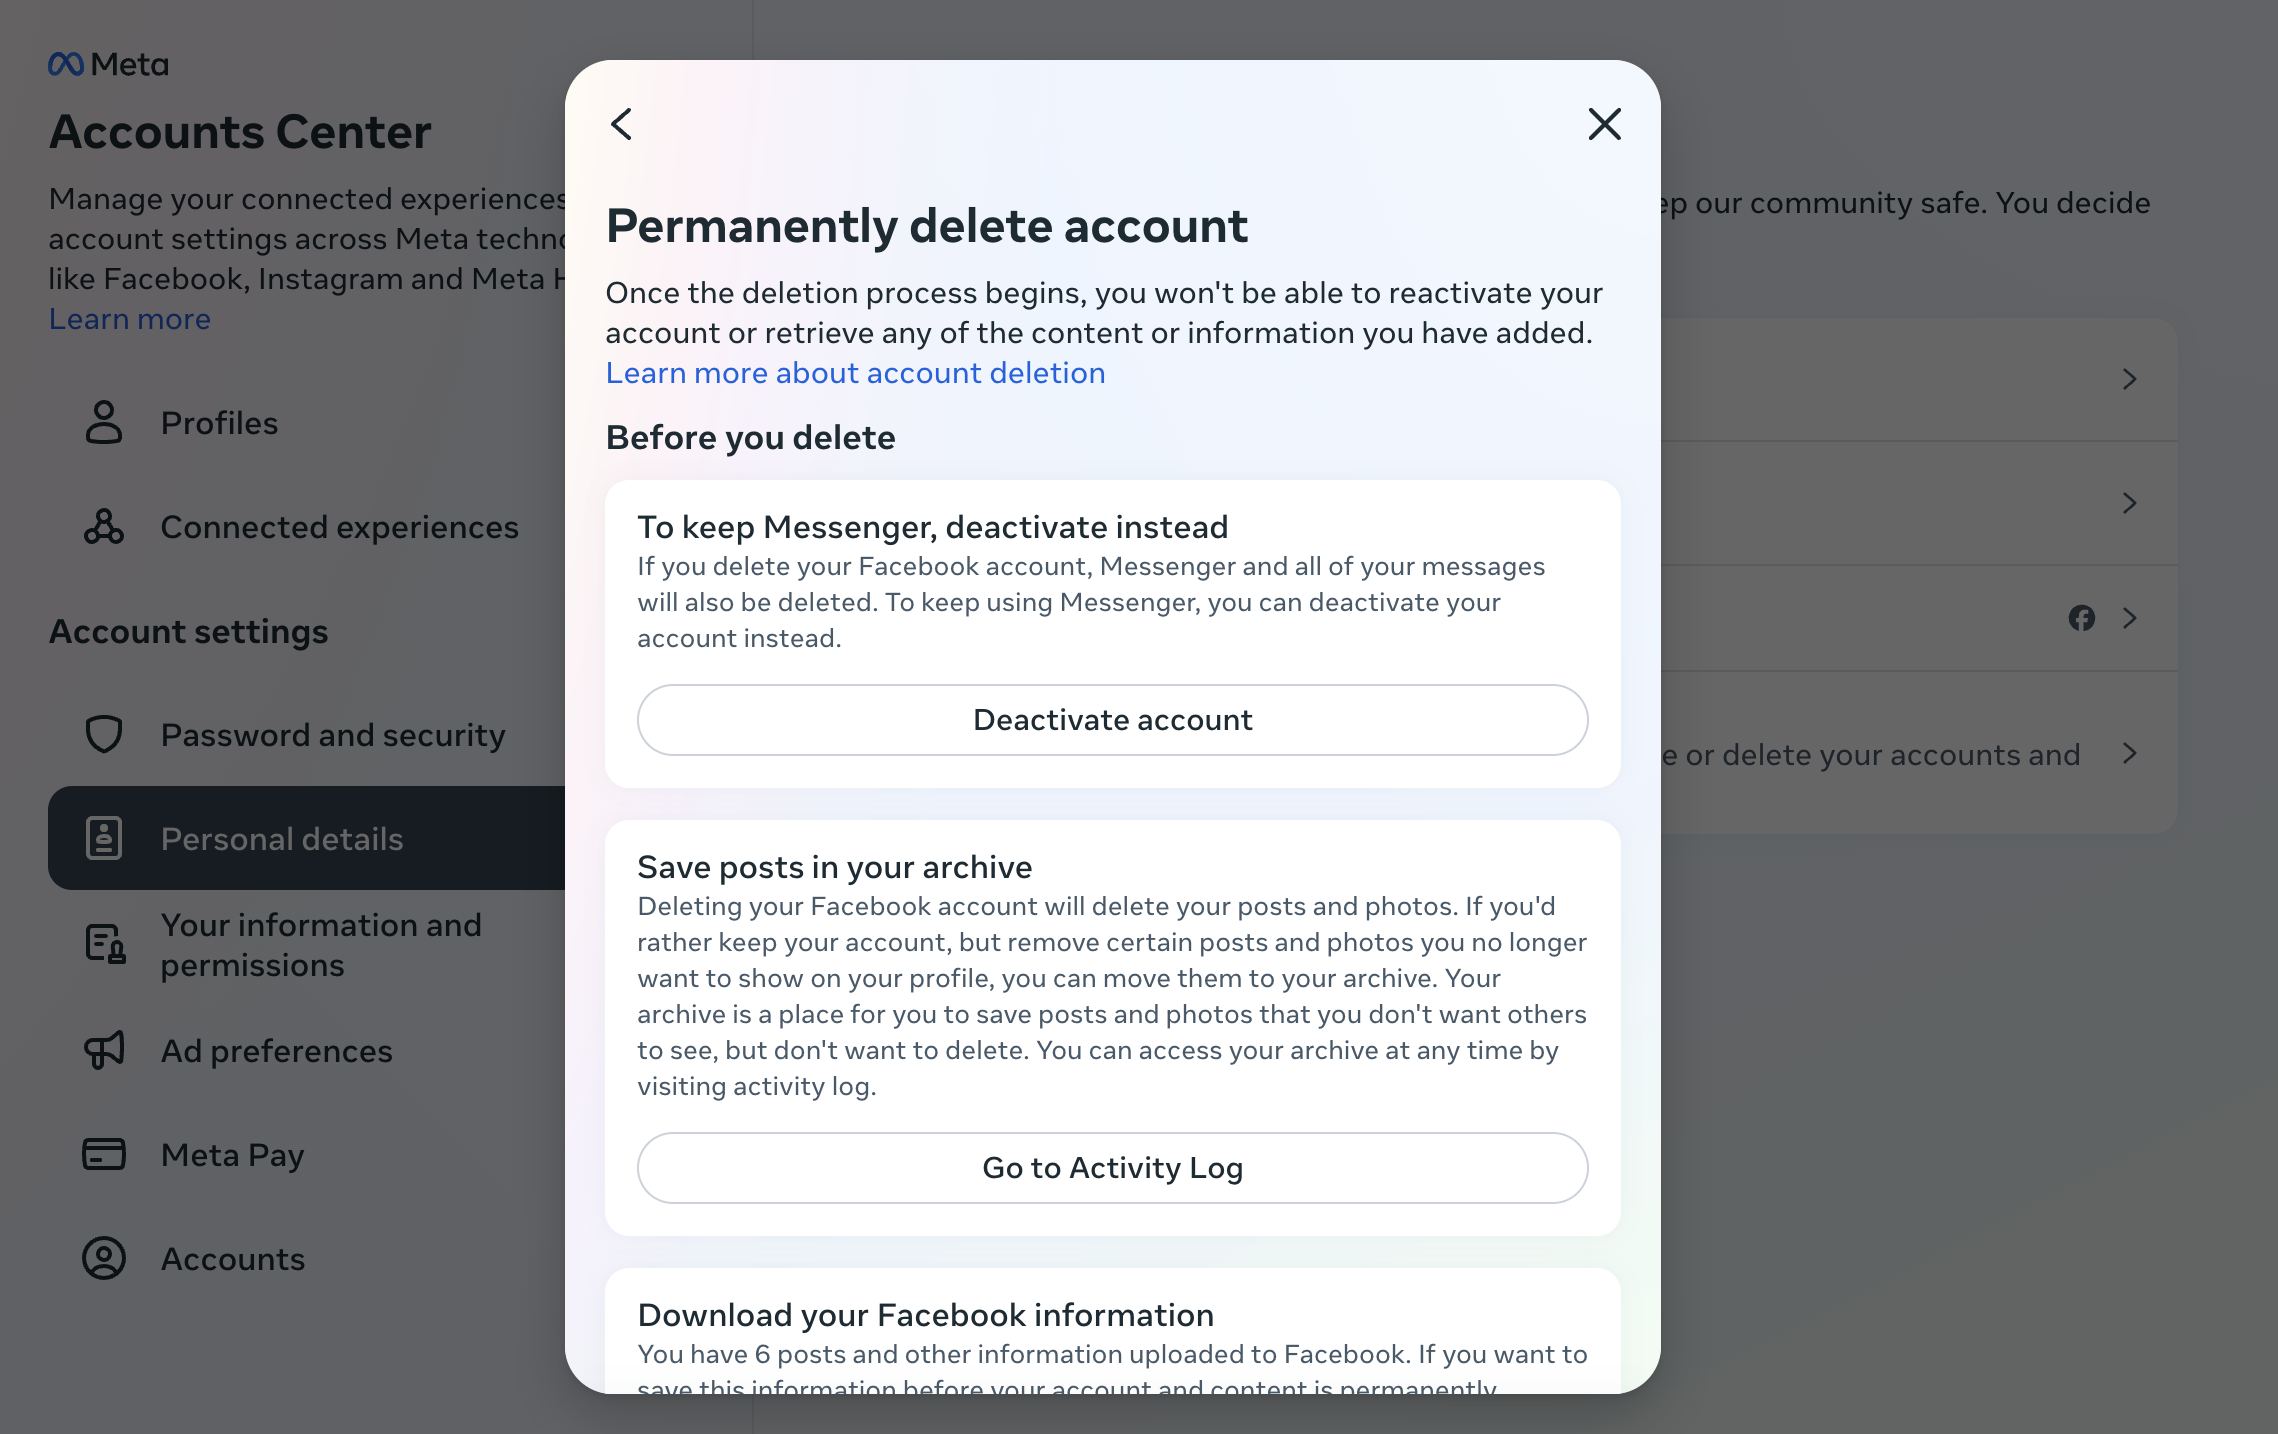 Meta
Accounts Center
Manage your connected experiences
account settings across Meta
like Facebook, Instagram and Meta
Learn more
Profiles
Connected experiences
Account settings
Password and security
Personal details
Your information and
permissions
Ad preferences
Meta Pay
Accounts
Permanently delete account
Once the deletion process begins, you won't be able to reactivate your
account or retrieve any of the content or information you have added.
Learn more about account deletion
Before you delete
To keep Messenger, deactivate instead
If you delete your Facebook account, Messenger and all of your messages
will also be deleted. To keep using Messenger, you can deactivate your
account instead.
Deactivate account
Save posts in your archive
Deleting your Facebook account will delete your posts and photos. If you'd
rather keep your account, but remove certain posts and photos you no longer
want to show on your profile, you can move them to your archive. Your
archive is a place for you to save posts and photos that you don't want others
to see, but don't want to delete. You can access your archive at any time by
visiting activity log.
Go to Activity Log
Download your Facebook information
You have 6 posts and other information uploaded to Facebook. If you want to
save this information before your account and content is permanently
our community safe. You decide
or delete your accounts and